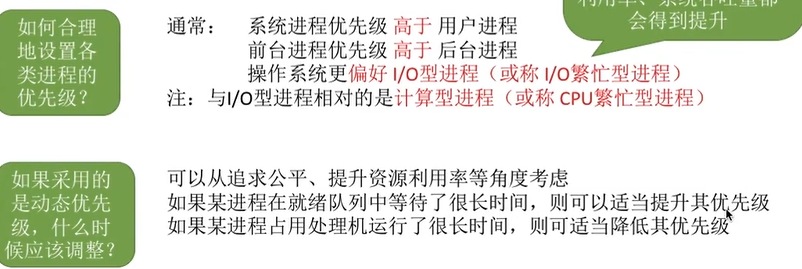 利用率、系统吞吐量都
会得到提升
如何合理
地设置各
类进程的
优先级？
通常： 系统进程优先级 高于 用户进程
前台进程优先级 高于 后台进程
操作系统更偏好 I/O型进程（或称 I/O繁忙型进程）
注：与I/O型进程相对的是计算型进程（或称 CPU繁忙型进程）
如果采用的
是动态优先
级，什么时
候应该调整？
可以从追求公平、提升资源利用率等角度考虑
如果某进程在就绪队列中等待了很长时间，则可以适当提升其优先级
如果某进程占用处理机运行了很长时间，则可适当降低其优先级